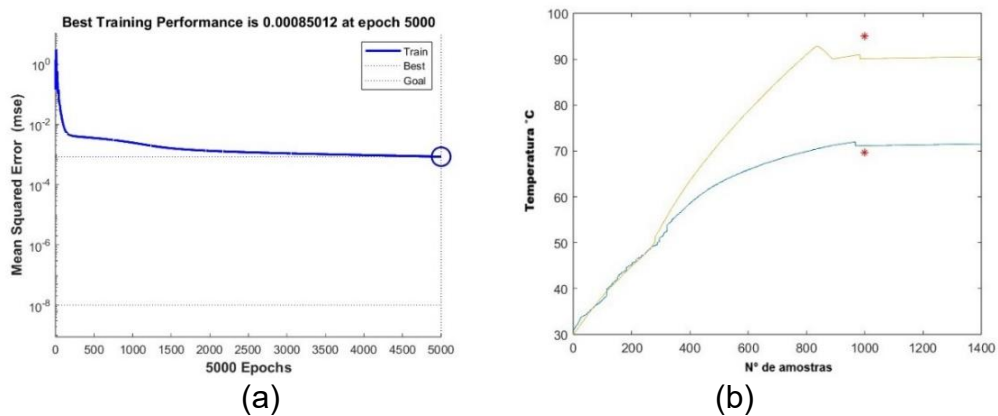 Best Training Performance is 0.00085012 at epoch 5000
Mean Squared Error (mse)
10^0
10^-2
10^-4
10^-6
10^-8
Train
Best
Goal
0 500 1000 1500 2000 2500 3000 3500 4000 4500 5000
5000 Epochs
(a)
Temperatura °C
100
90
80
70
60
50
40
30
0 200 400 600 800 1000 1200 1400
N° de amostras
(b)